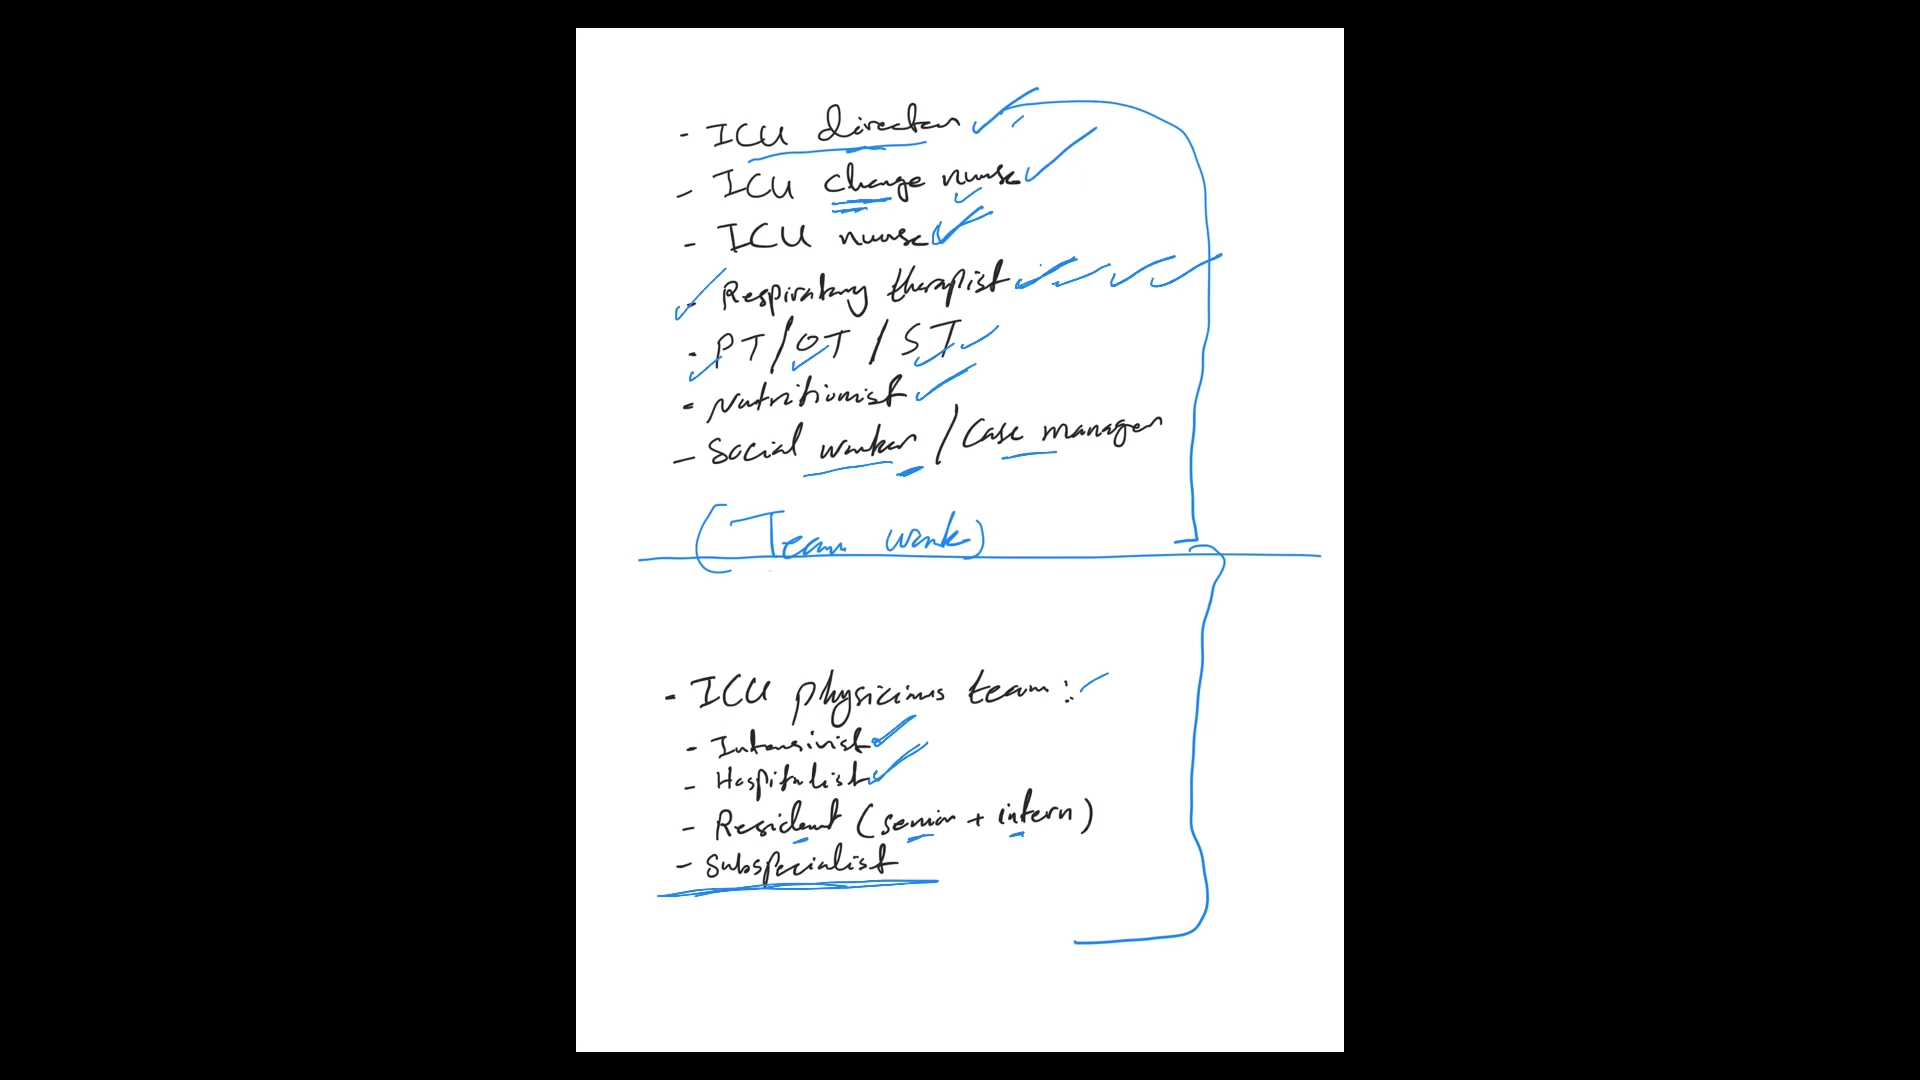 - ICU director
- ICU charge nurse
- ICU nurse
- Respiratory therapist
- PT/OT/ST
- Nutritionist
- Social worker / Case manager
(Team work)
- ICU physicians team:
- Intensivist
- Hospitalist
- Resident (senior + intern)
- Subspecialist